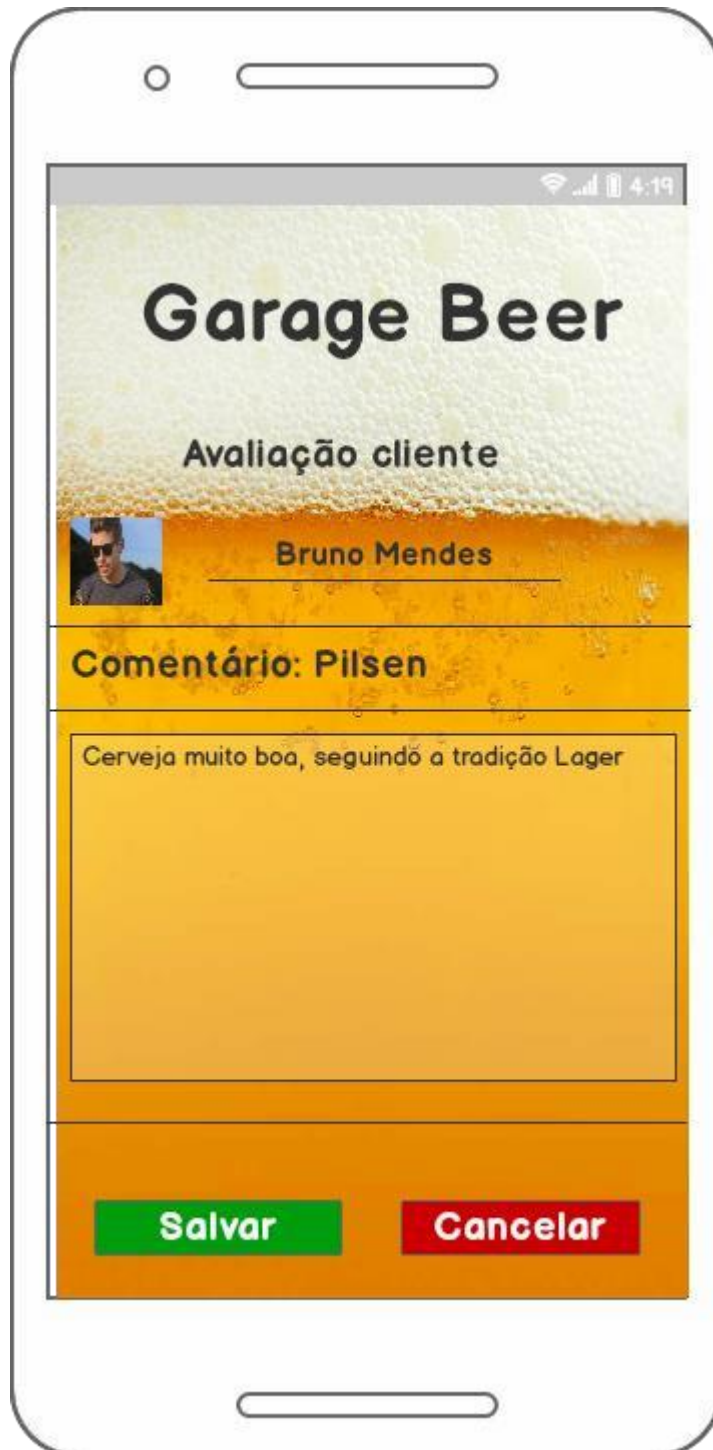 4:19
Garage Beer
Avaliação cliente
Bruno Mendes
Comentário: Pilsen
Cerveja muito boa, seguindo a tradição Lager
Salvar
Cancelar